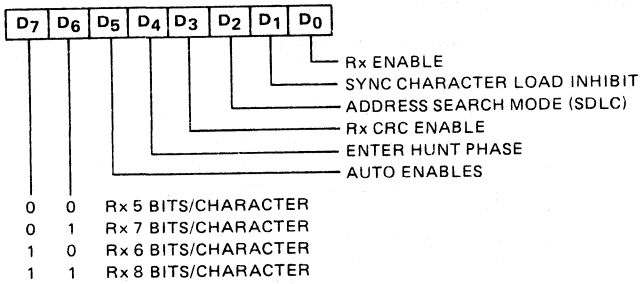 D7 D6 D5 D4 D3 D2 D1 D0
Rx ENABLE
SYNC CHARACTER LOAD INHIBIT
ADDRESS SEARCH MODE (SDLC)
Rx CRC ENABLE
ENTER HUNT PHASE
AUTO ENABLES
0 0 Rx 5 BITS/CHARACTER
0 1 Rx 7 BITS/CHARACTER
1 0 Rx 6 BITS/CHARACTER
1 1 Rx 8 BITS/CHARACTER